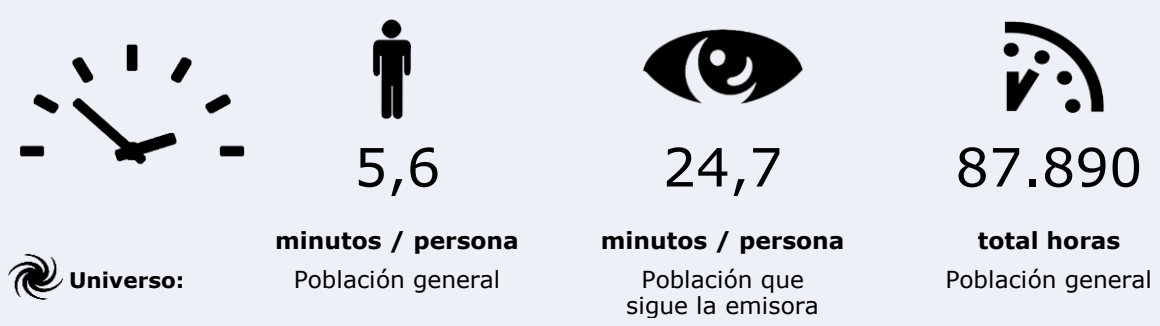 5,6
24,7
87.890
minutos / persona
minutos / persona
total horas
Universo:
Población general
Población que
sigue la emisora
Población general